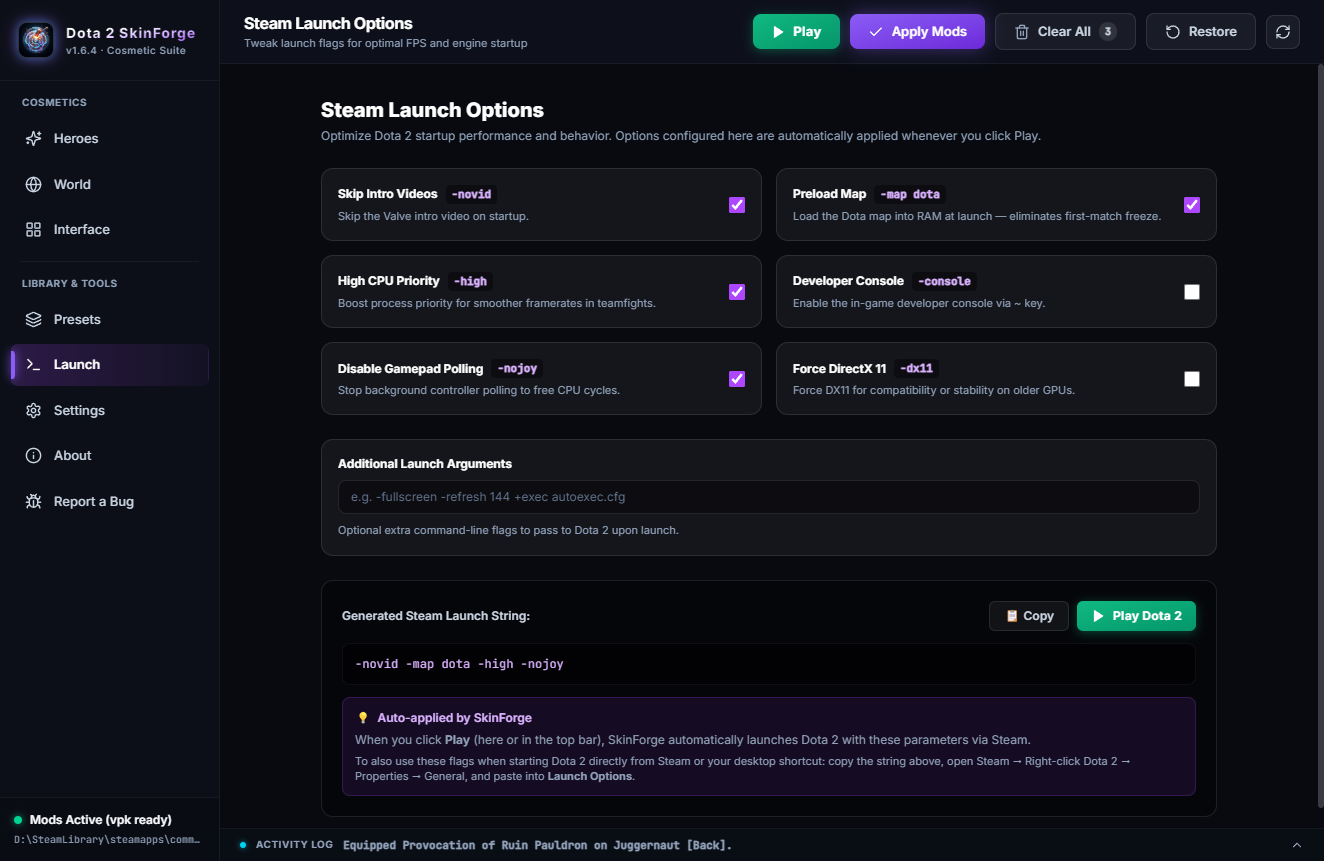 Dota 2 SkinForge
v1.6.4 · Cosmetic Suite
COSMETICS
Heroes
World
Interface
LIBRARY & TOOLS
Presets
Launch
Settings
About
Report a Bug
Mods Active (vpk ready)
D:\SteamLibrary\steamapps\comm…
Steam Launch Options
Tweak launch flags for optimal FPS and engine startup
Play
Apply Mods
Clear All 3
Restore
Steam Launch Options
Optimize Dota 2 startup performance and behavior. Options configured here are automatically applied whenever you click Play.
Skip Intro Videos -novid
Skip the Valve intro video on startup.
Preload Map -map dota
Load the Dota map into RAM at launch — eliminates first-match freeze.
High CPU Priority -high
Boost process priority for smoother framerates in teamfights.
Developer Console -console
Enable the in-game developer console via ~ key.
Disable Gamepad Polling -nojoy
Stop background controller polling to free CPU cycles.
Force DirectX 11 -dx11
Force DX11 for compatibility or stability on older GPUs.
Additional Launch Arguments
e.g. -fullscreen -refresh 144 +exec autoexec.cfg
Optional extra command-line flags to pass to Dota 2 upon launch.
Generated Steam Launch String:
Copy
Play Dota 2
-novid -map dota -high -nojoy
Auto-applied by SkinForge
When you click Play (here or in the top bar), SkinForge automatically launches Dota 2 with these parameters via Steam.
To also use these flags when starting Dota 2 directly from Steam or your desktop shortcut: copy the string above, open Steam → Right-click Dota 2 →
Properties → General, and paste into Launch Options.
ACTIVITY LOG Equipped Provocation of Ruin Pauldron on Juggernaut [Back].